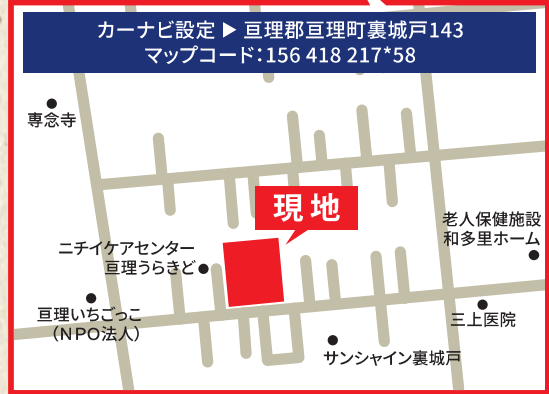 カーナビ設定 ▶ 亘理郡亘理町裏城戸143
マップコード：156 418 217*58
専念寺
現地
老人保健施設
和多里ホーム
ニチイケアセンター
亘理うらきど
亘理いちごっこ
（NPO法人）
三上医院
サンシャイン裏城戸